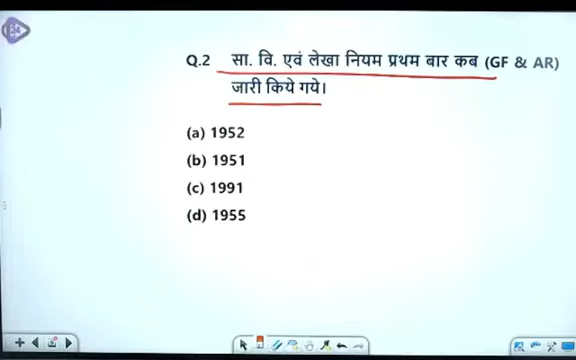 Q.2 सा. वि. एवं लेखा नियम प्रथम बार कब (GF & AR)
जारी किये गये।
(a) 1952
(b) 1951
(c) 1991
(d) 1955